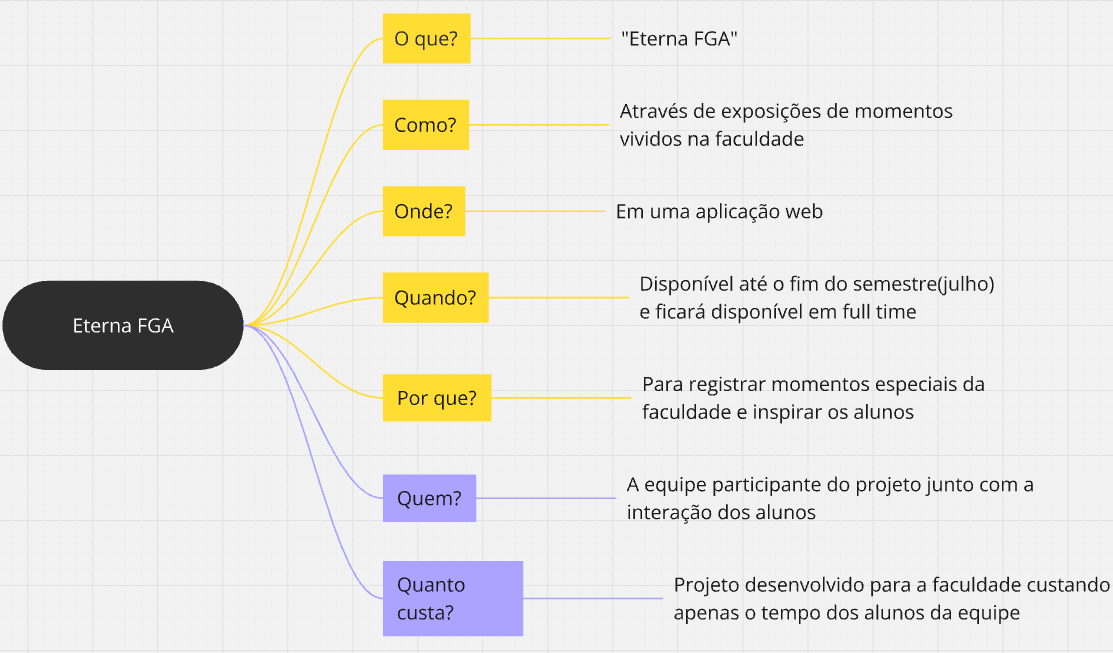 O que?
"Eterna FGA"
Como?
Através de exposições de momentos
vividos na faculdade
Onde?
Em uma aplicação web
Quando?
Disponível até o fim do semestre(julho)
e ficará disponível em full time
Eterna FGA
Por que?
Para registrar momentos especiais da
faculdade e inspirar os alunos
Quem?
A equipe participante do projeto junto com a
interação dos alunos
Quanto
custa?
Projeto desenvolvido para a faculdade custando
apenas o tempo dos alunos da equipe